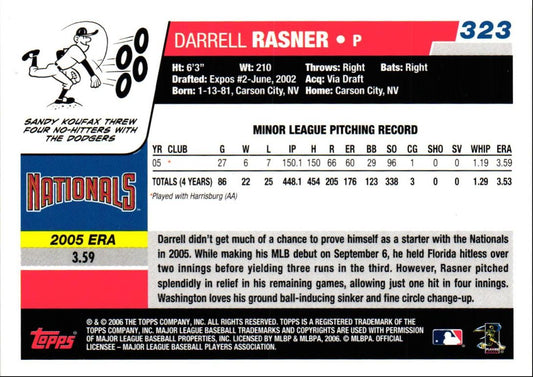 DARRELL RASNER • P
323
Ht: 6'3" Wt: 210 Throws: Right Bats: Right
Drafted: Expos #2-June, 2002 Acq: Via Draft
Born: 1-13-81, Carson City, NV Home: Carson City, NV
SANDY KOUFAX THREW
FOUR NO-HITTERS WITH
THE DODGERS
MINOR LEAGUE PITCHING RECORD
YR CLUB G W L IP H R ER BB SO CG SHO SV WHIP ERA
05 * 27 6 7 150.1 150 66 60 29 96 1 0 0 1.19 3.59
TOTALS (4 YEARS) 86 22 25 448.1 454 205 176 123 338 3 0 0 1.29 3.53
*Played with Harrisburg (AA)
NATIONALS
2005 ERA
3.59
Darrell didn't get much of a chance to prove himself as a starter with the Nationals
in 2005. While making his MLB debut on September 6, he held Florida hitless over
two innings before yielding three runs in the third. However, Rasner pitched
splendidly in relief in his remaining games, allowing just one hit in four innings.
Washington loves his ground ball-inducing sinker and fine circle change-up.
Topps
® & © 2006 THE TOPPS COMPANY, INC. ALL RIGHTS RESERVED. TOPPS IS A REGISTERED TRADEMARK OF THE
TOPPS COMPANY, INC. MAJOR LEAGUE BASEBALL TRADEMARKS AND COPYRIGHTS ARE USED WITH PERMISSION
OF MAJOR LEAGUE BASEBALL PROPERTIES, INC. LICENSED BY MLBP & MLBPA, 2006. © MLBPA. OFFICIAL
LICENSEE – MAJOR LEAGUE BASEBALL PLAYERS ASSOCIATION.